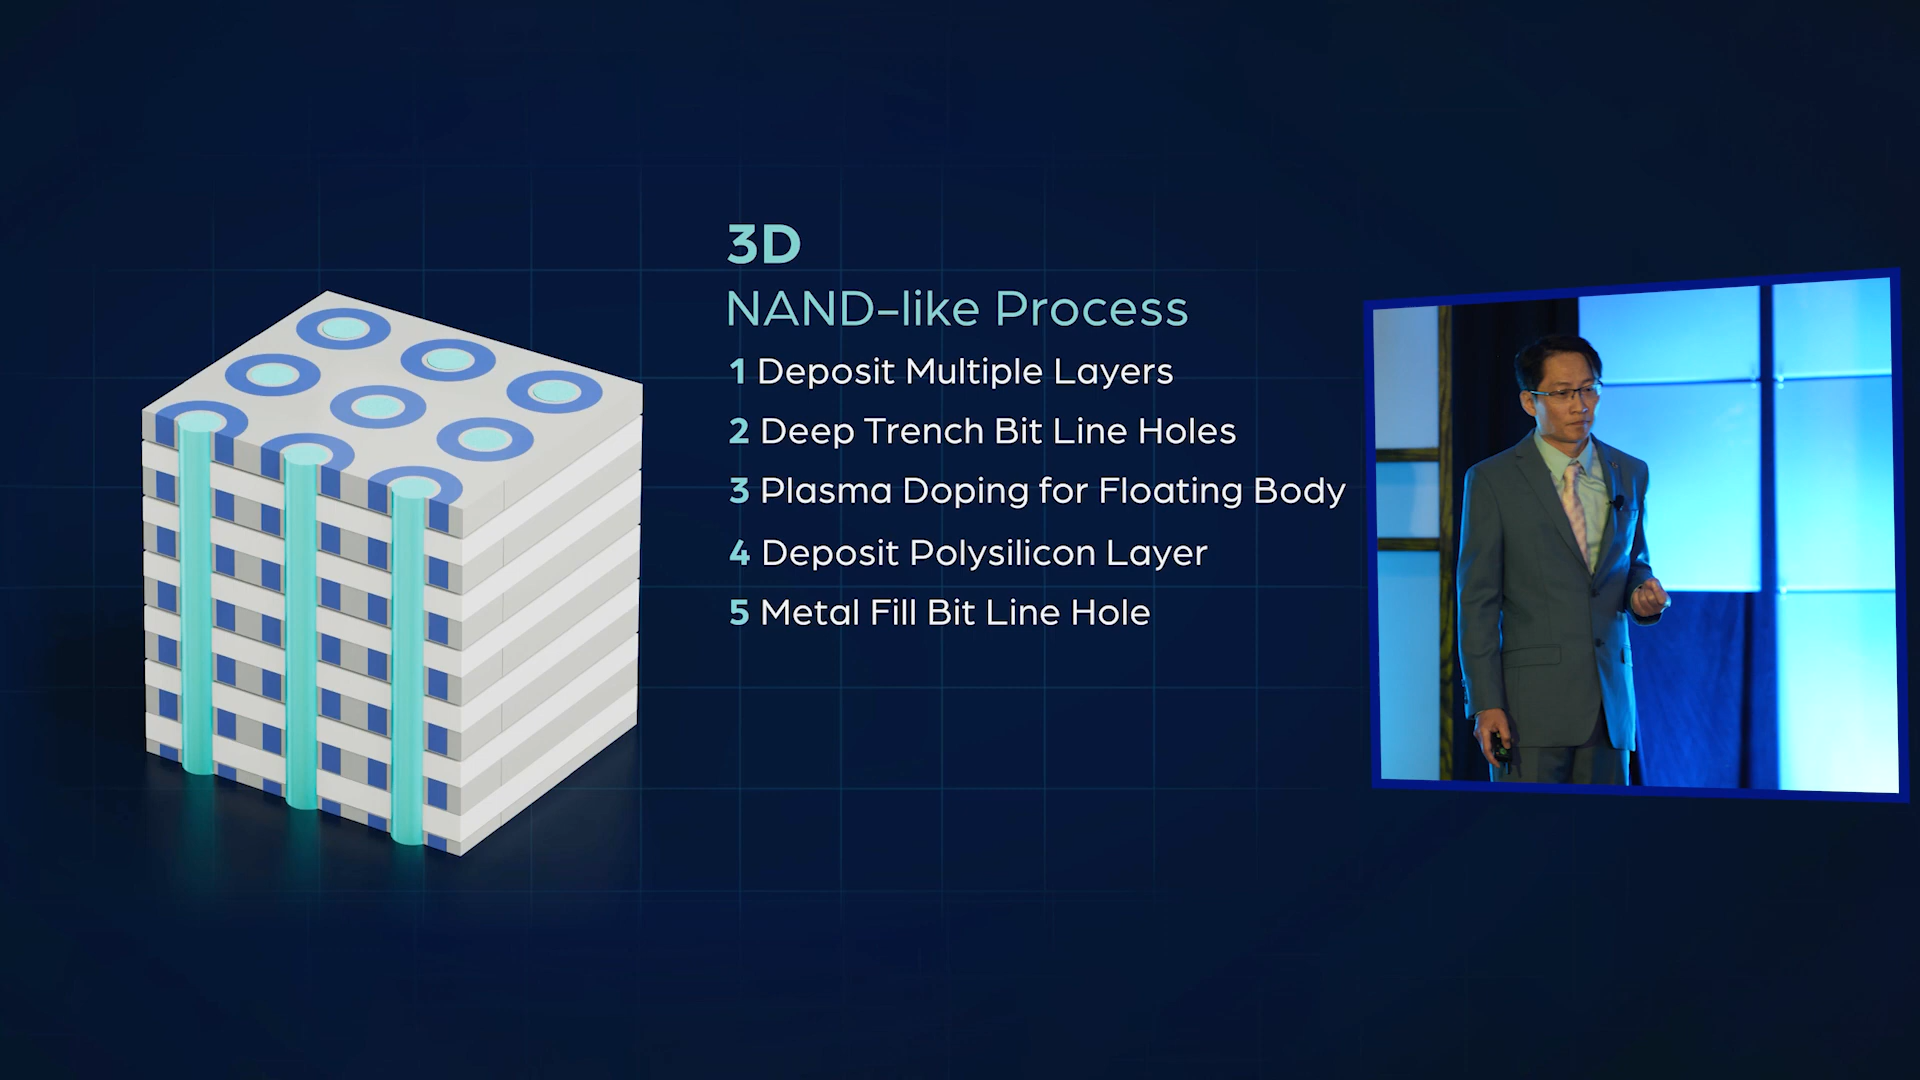 3D
NAND-like Process
1 Deposit Multiple Layers
2 Deep Trench Bit Line Holes
3 Plasma Doping for Floating Body
4 Deposit Polysilicon Layer
5 Metal Fill Bit Line Hole